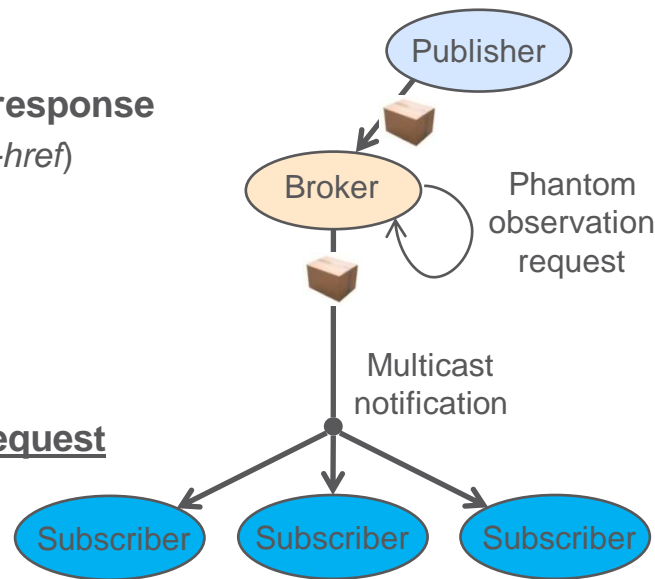 Publisher
response
-href)
Broker
Phantom
observation
request
Multicast
notification
equest
Subscriber
Subscriber
Subscriber